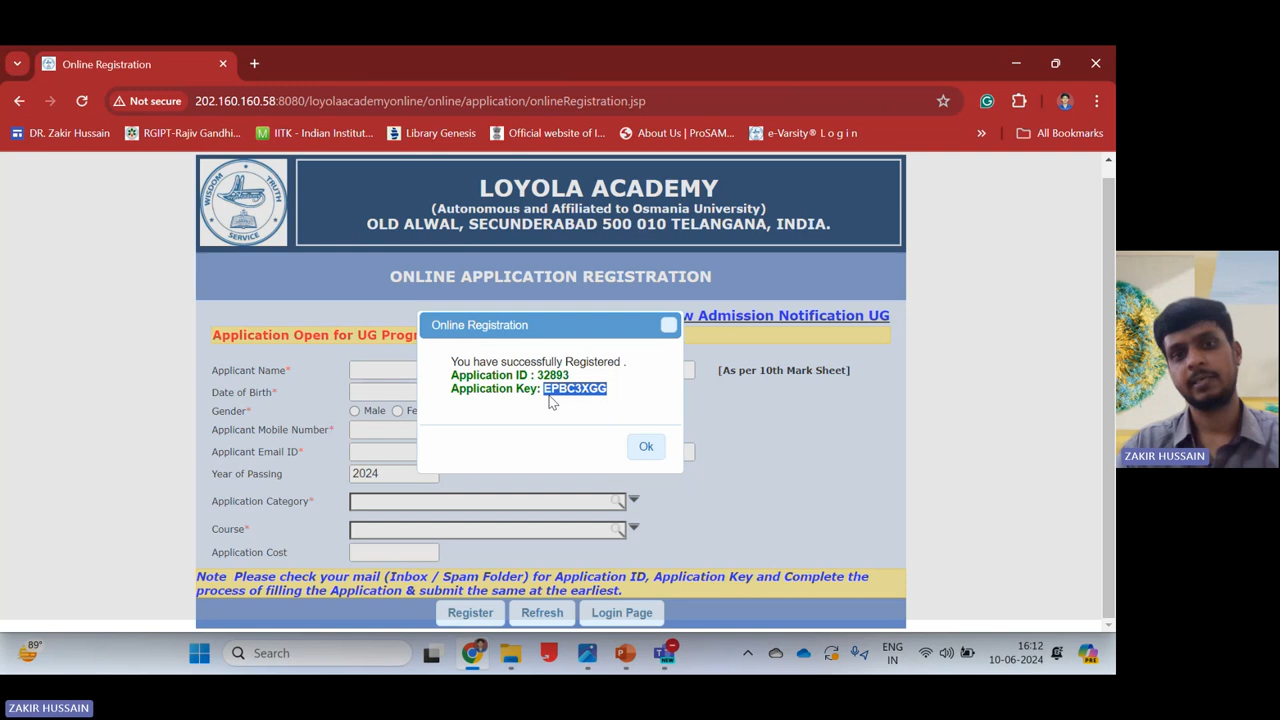 Online Registration
Not secure
202.160.160.58:8080/loyolaacademyonline/online/application/onlineRegistration.jsp
DR. Zakir Hussain
RGIPT-Rajiv Gandhi...
IITK - Indian Institut...
Library Genesis
Official website of I...
About Us | ProSAM...
e-Varsity® L o g i n
All Bookmarks
WISDOM TRUTH SERVICE
LOYOLA ACADEMY
(Autonomous and Affiliated to Osmania University)
OLD ALWAL, SECUNDERABAD 500 010 TELANGANA, INDIA.
ONLINE APPLICATION REGISTRATION
w Admission Notification UG
Application Open for UG Progr
Online Registration
You have successfully Registered .
Application ID : 32893
Application Key: EPBC3XGG
Ok
Applicant Name*
[As per 10th Mark Sheet]
Date of Birth*
Gender*
Male
Fe
Applicant Mobile Number*
Applicant Email ID*
Year of Passing
2024
Application Category*
Course*
Application Cost
Note Please check your mail (Inbox / Spam Folder) for Application ID, Application Key and Complete the
process of filling the Application & submit the same at the earliest.
Register
Refresh
Login Page
ZAKIR HUSSAIN
89°
Search
NEW
ENG
IN
16:12
10-06-2024
PRE
ZAKIR HUSSAIN